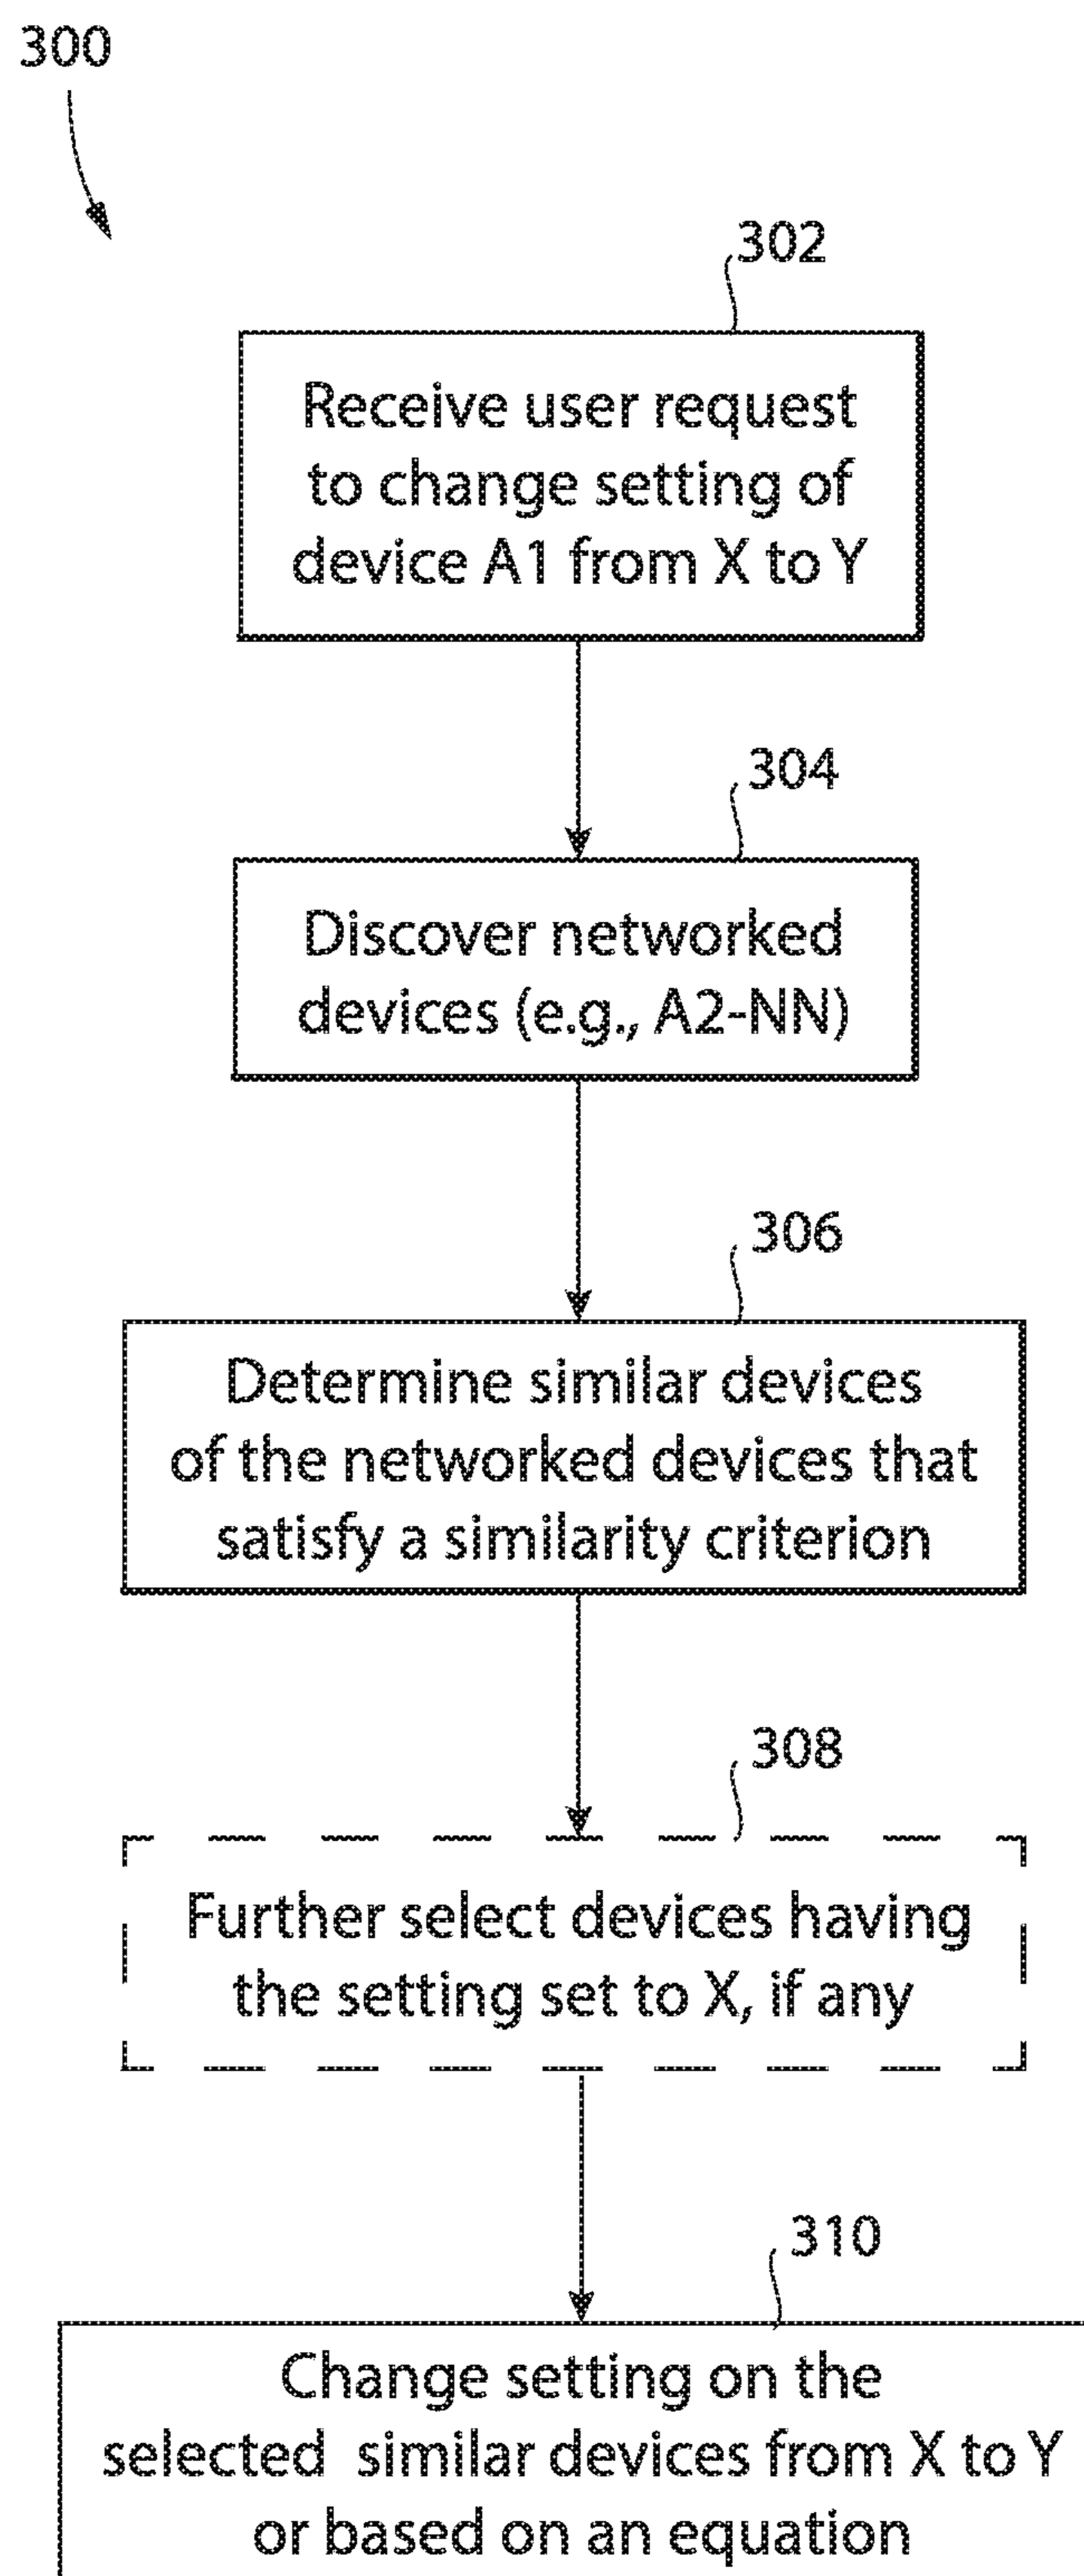 300
302
Receive user request
to change setting of
device A1 from X to Y
304
Discover networked
devices (e.g., A2-NN)
306
Determine similar devices
of the networked devices that
satisfy a similarity criterion
308
Further select devices having
the setting set to X, if any
310
Change setting on the
selected similar devices from X to Y
or based on an equation